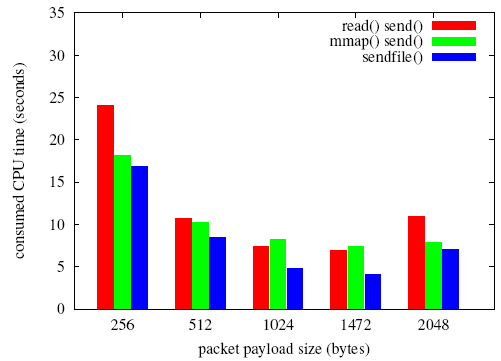 35
30
25
20
15
10
5
0
consumed CPU time (seconds)
read() send()
mmap() send()
sendfile()
256 512 1024 1472 2048
packet payload size (bytes)